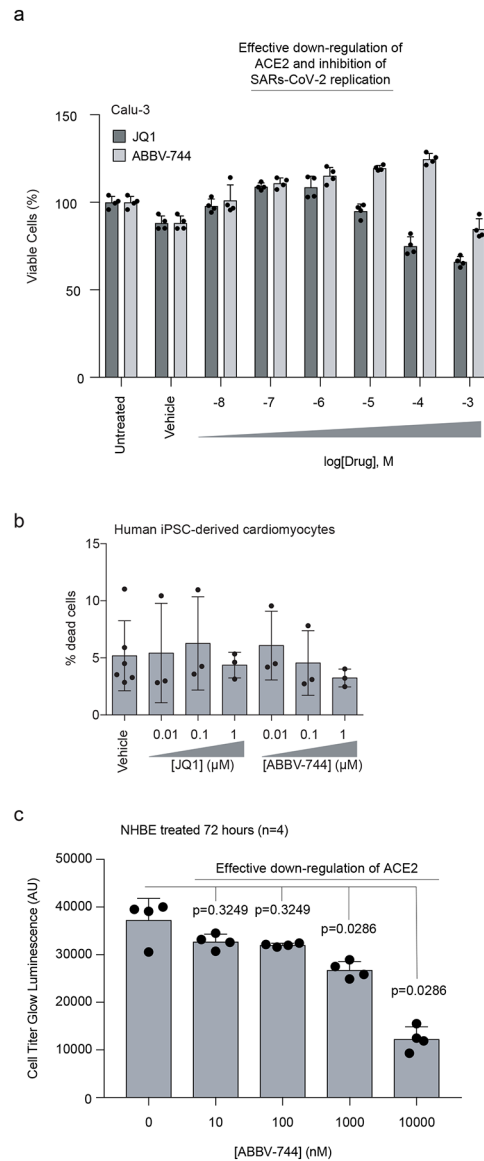 a
Effective down-regulation of
ACE2 and inhibition of
SARs-CoV-2 replication
150
100
50
0
Viable Cells (%)
Calu-3
JQ1
ABBV-744
Untreated
Vehicle
-8
-7
-6
-5
-4
-3
log[Drug], M
b
Human iPSC-derived cardiomyocytes
15
10
5
0
% dead cells
Vehicle
0.01
0.1
1
0.01
0.1
1
[JQ1] (μM)
[ABBV-744] (μM)
c
NHBE treated 72 hours (n=4)
Effective down-regulation of ACE2
50000
40000
30000
20000
10000
0
Cell Titer Glow Luminescence (AU)
p=0.3249
p=0.3249
p=0.0286
p=0.0286
0
10
100
1000
10000
[ABBV-744] (nM)